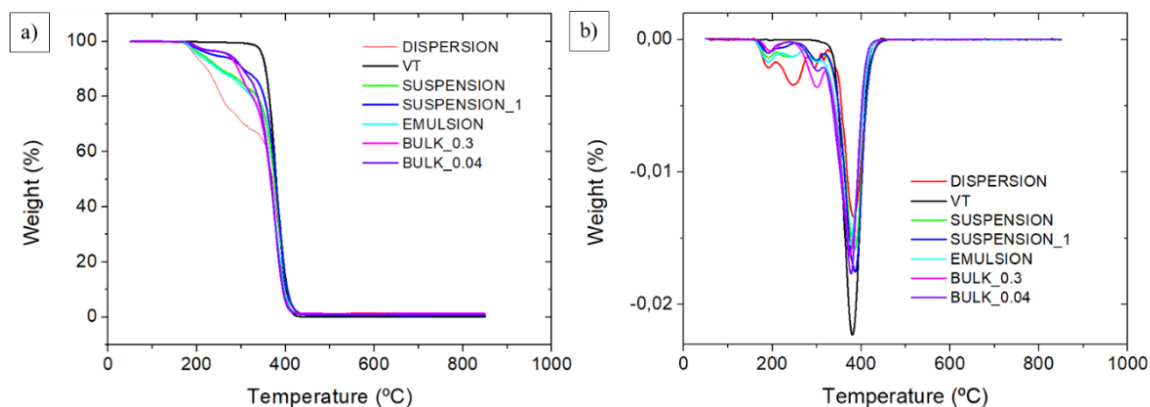 a)
100
80
60
40
20
0
Weight (%)
DISPERSION
VT
SUSPENSION
SUSPENSION_1
EMULSION
BULK_0.3
BULK_0.04
0 200 400 600 800 1000
Temperature (ºC)
b)
0,00
-0,01
-0,02
Weight (%)
DISPERSION
VT
SUSPENSION
SUSPENSION_1
EMULSION
BULK_0.3
BULK_0.04
0 200 400 600 800 1000
Temperature (ºC)